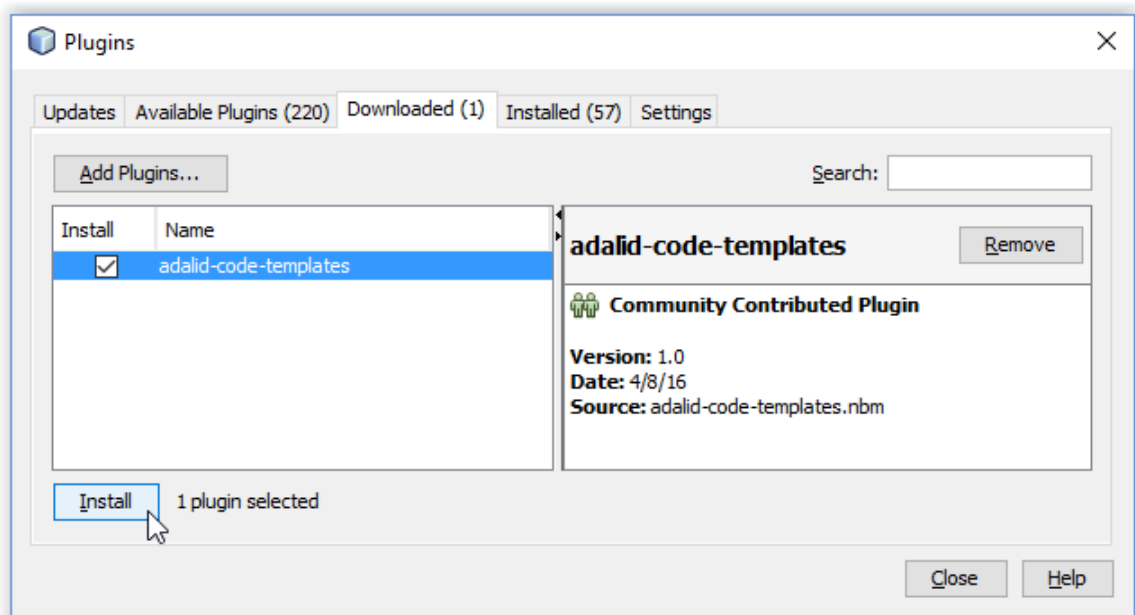 Plugins
Updates Available Plugins (220) Downloaded (1) Installed (57) Settings
Add Plugins... Search:
Install Name
adalid-code-templates
adalid-code-templates Remove
Community Contributed Plugin
Version: 1.0
Date: 4/8/16
Source: adalid-code-templates.nbm
Install 1 plugin selected
Close Help